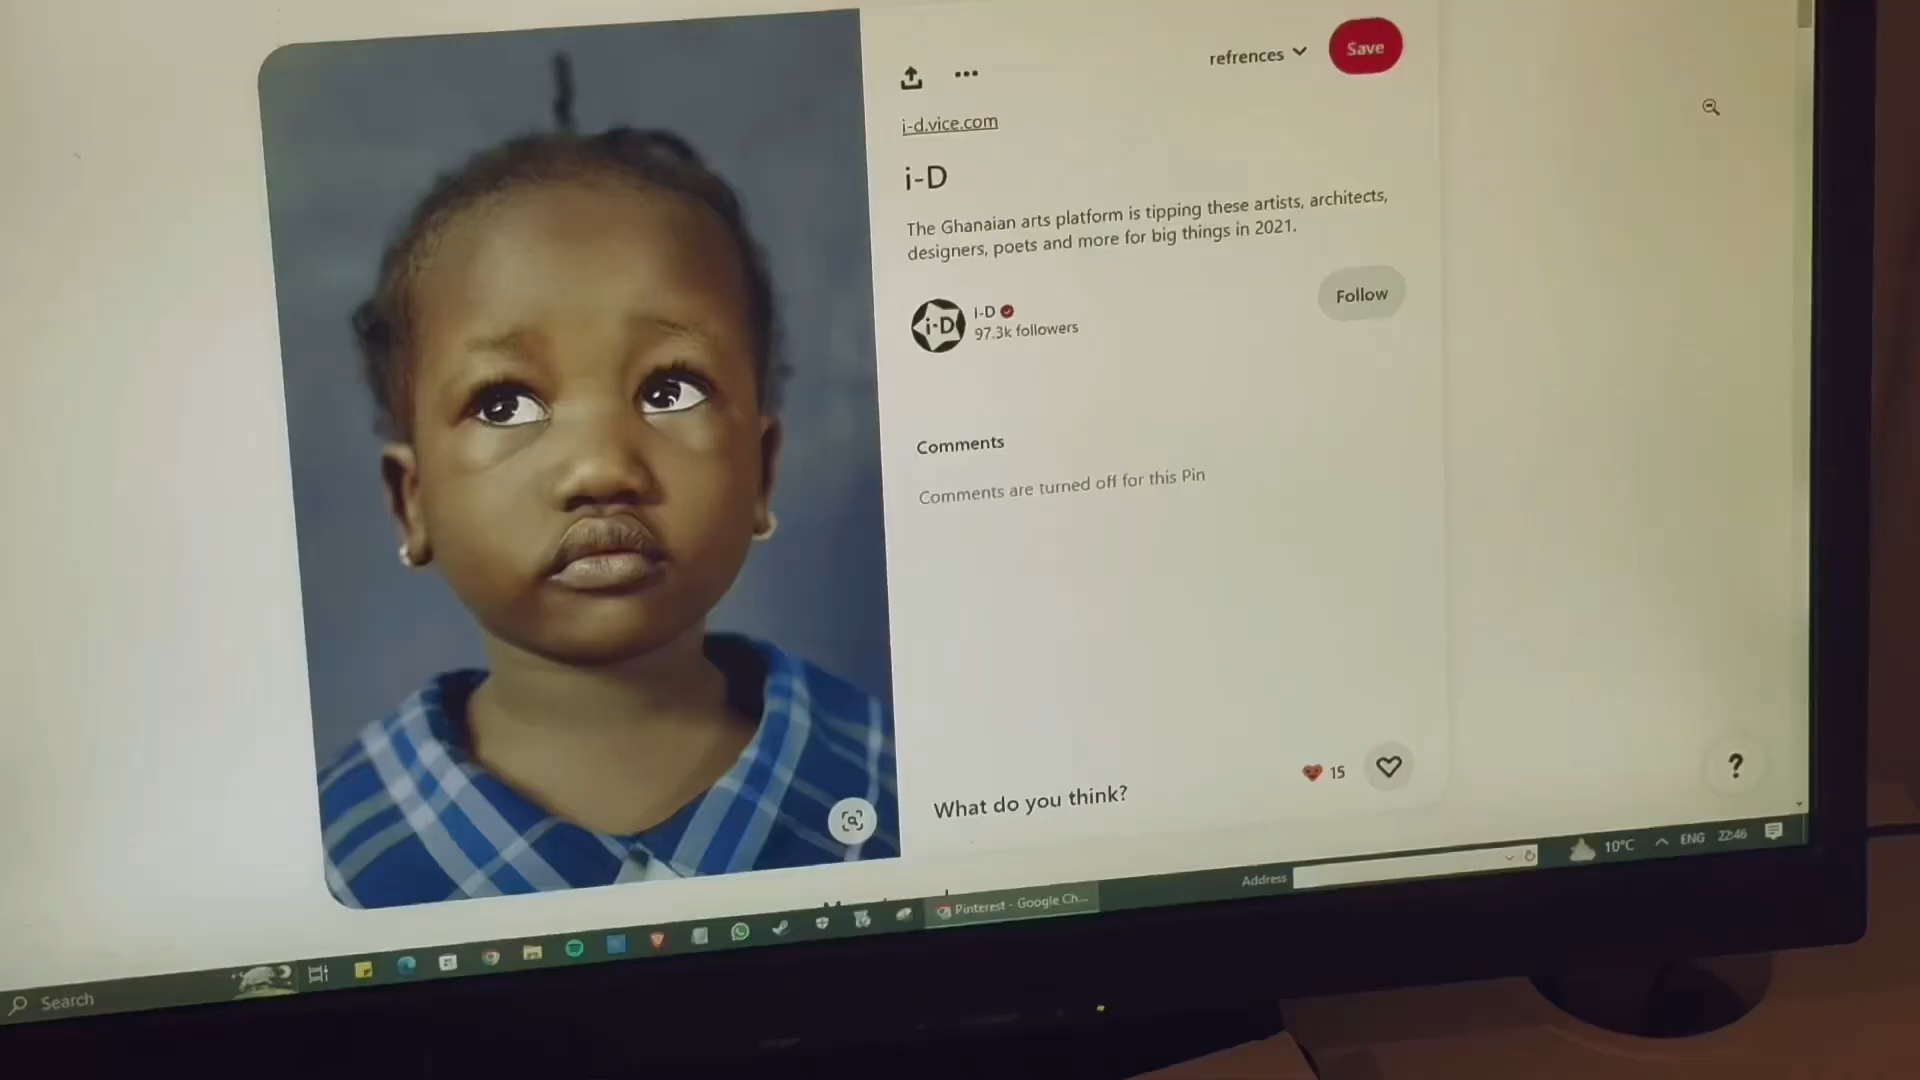 refrences
Save
i-d.vice.com
i-D
The Ghanaian arts platform is tipping these artists, architects,
designers, poets and more for big things in 2021.
i-D
i-D
97.3k followers
Follow
Comments
Comments are turned off for this Pin
15
What do you think?
?
Search
Pinterest - Google Ch...
Address
10°C
ENG
22:46